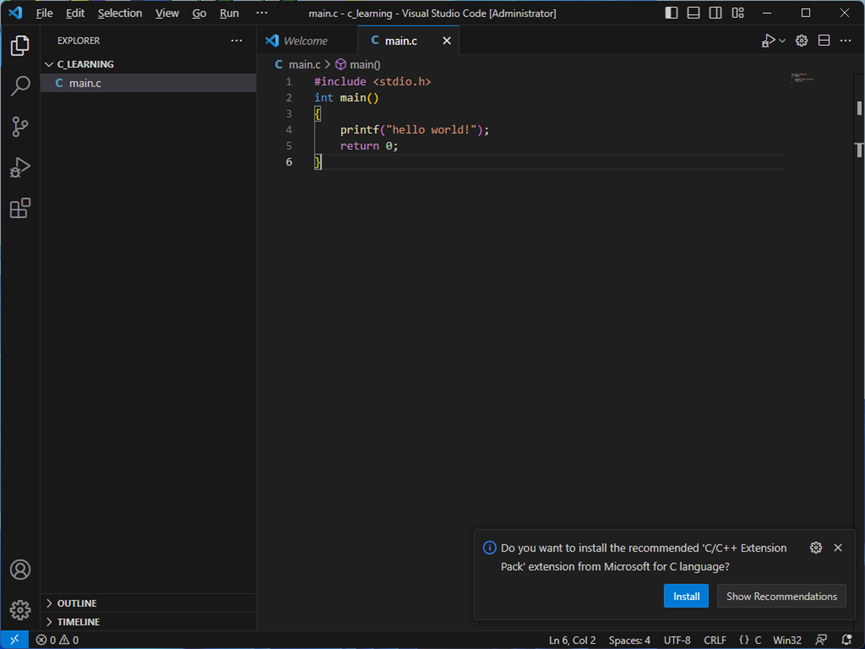 File Edit Selection View Go Run ··· main.c - c_learning - Visual Studio Code [Administrator]
EXPLORER ···
C_LEARNING
C main.c
Welcome
C main.c
C main.c > main()
1 #include <stdio.h>
2 int main()
3 {
4 printf("hello world!");
5 return 0;
6 }
Do you want to install the recommended 'C/C++ Extension
Pack' extension from Microsoft for C language?
Install Show Recommendations
OUTLINE
TIMELINE
0 0 Ln 6, Col 2 Spaces: 4 UTF-8 CRLF {} C Win32